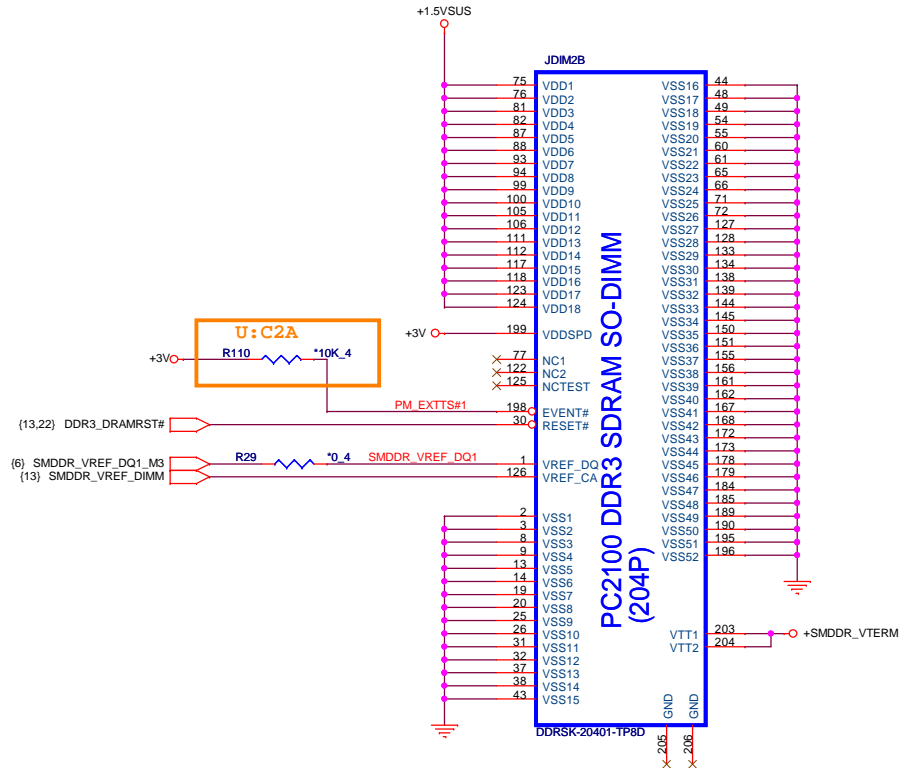 +1.5VSUS
JDIM2B
75 VDD1 VSS16 44
76 VDD2 VSS17 48
81 VDD3 VSS18 49
82 VDD4 VSS19 54
87 VDD5 VSS20 55
88 VDD6 VSS21 60
93 VDD7 VSS22 61
94 VDD8 VSS23 65
99 VDD9 VSS24 66
100 VDD10 VSS25 71
105 VDD11 VSS26 72
106 VDD12 VSS27 127
111 VDD13 VSS28 128
112 VDD14 VSS29 133
117 VDD15 VSS30 134
118 VDD16 VSS31 138
123 VDD17 VSS32 139
124 VDD18 VSS33 144
VSS34 145
+3V 199 VDDSPD VSS35 150
VSS36 151
U:C2A
+3V R110 *10K_4
77 NC1 VSS37 155
122 NC2 VSS38 156
125 NCTEST VSS39 161
VSS40 162
PM_EXTTS#1 198 EVENT# VSS41 167
{13,22} DDR3_DRAMRST# 30 RESET# VSS42 168
VSS43 172
VSS44 173
{6} SMDDR_VREF_DQ1_M3 R29 *0_4 SMDDR_VREF_DQ1 1 VREF_DQ VSS45 178
{13} SMDDR_VREF_DIMM 126 VREF_CA VSS46 179
VSS47 184
VSS48 185
2 VSS1 VSS49 189
3 VSS2 VSS50 190
8 VSS3 VSS51 195
9 VSS4 VSS52 196
13 VSS5
14 VSS6
19 VSS7
20 VSS8
25 VSS9
26 VSS10 VTT1 203 +SMDDR_VTERM
31 VSS11 VTT2 204
32 VSS12
37 VSS13
38 VSS14
43 VSS15
PC2100 DDR3 SDRAM SO-DIMM
(204P)
GND GND
DDRSK-20401-TP8D
205 206